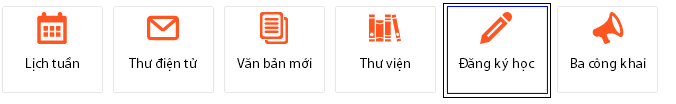 Lịch tuần
Thư điện tử
Văn bản mới
Thư viện
Đăng ký học
Ba công khai